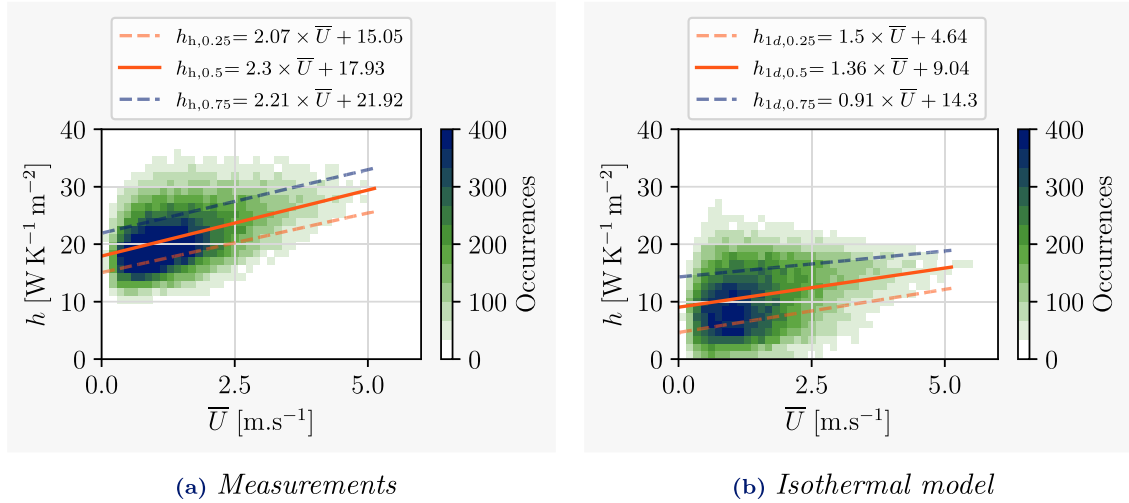 h_{h,0.25} = 2.07 × U̅ + 15.05
h_{h,0.5} = 2.3 × U̅ + 17.93
h_{h,0.75} = 2.21 × U̅ + 21.92
40
30
20
10
0
h [W K⁻¹ m⁻²]
0.0 2.5 5.0
U̅ [m.s⁻¹]
400
300
200
100
0
Occurrences
(a) Measurements
h_{1d,0.25} = 1.5 × U̅ + 4.64
h_{1d,0.5} = 1.36 × U̅ + 9.04
h_{1d,0.75} = 0.91 × U̅ + 14.3
40
30
20
10
0
h [W K⁻¹ m⁻²]
0.0 2.5 5.0
U̅ [m.s⁻¹]
400
300
200
100
0
Occurrences
(b) Isothermal model